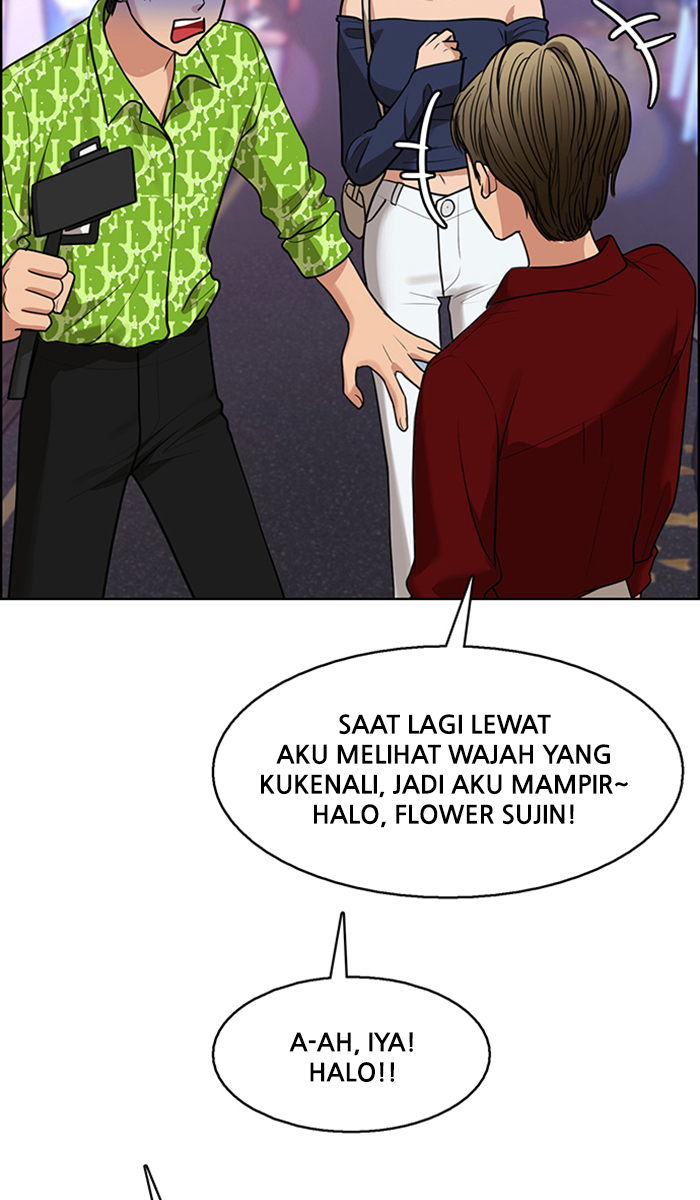 SAAT LAGI LEWAT
AKU MELIHAT WAJAH YANG
KUKENALI, JADI AKU MAMPIR~
HALO, FLOWER SUJIN!
A-AH, IYA!
HALO!!